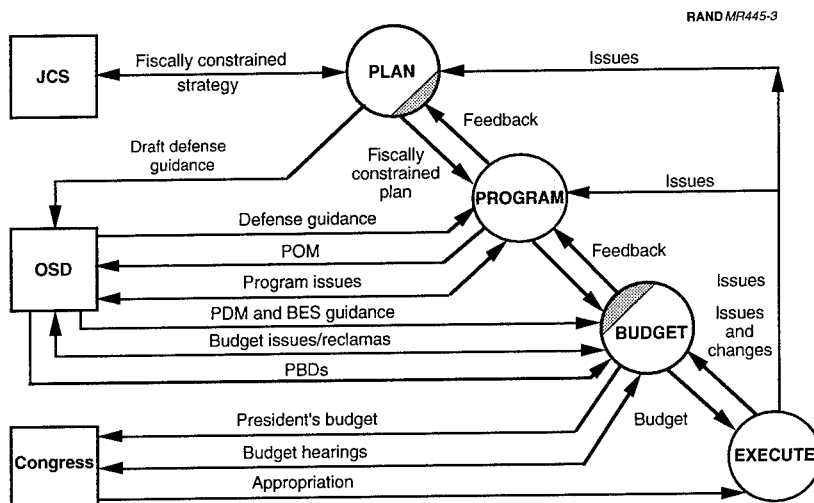 RAND MR445-3
JCS
Fiscally constrained
strategy
PLAN
Issues
Draft defense
guidance
Feedback
Fiscally
constrained
plan
PROGRAM
Issues
Defense guidance
OSD
POM
Program issues
Feedback
PDM and BES guidance
Budget issues/reclamas
PBDs
BUDGET
Issues
Issues
and
changes
President's budget
Budget
Congress
Budget hearings
Appropriation
EXECUTE